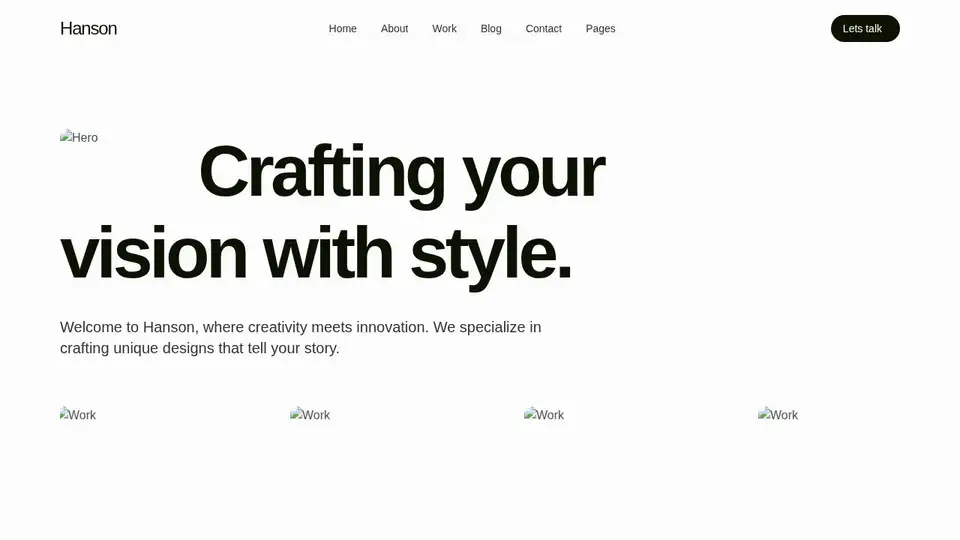 Hanson
Home About Work Blog Contact Pages
Lets talk
Hero
Crafting your
vision with style.
Welcome to Hanson, where creativity meets innovation. We specialize in
crafting unique designs that tell your story.
Work Work Work Work